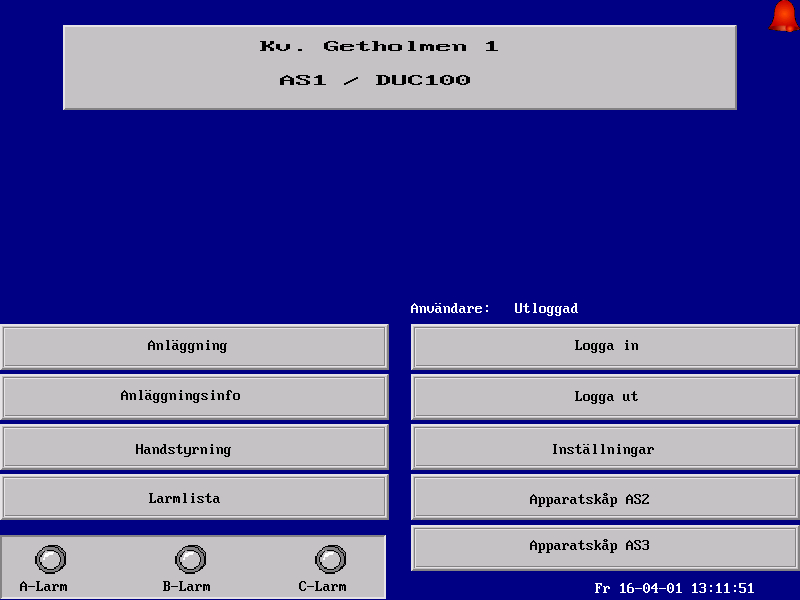 Kv. Getholmen 1
AS1 / DUC100
Användare: Utloggad
Anläggning
Logga in
Anläggningsinfo
Logga ut
Handstyrning
Inställningar
Larmlista
Apparatskåp AS2
Apparatskåp AS3
A-Larm B-Larm C-Larm
Fr 16-04-01 13:11:51